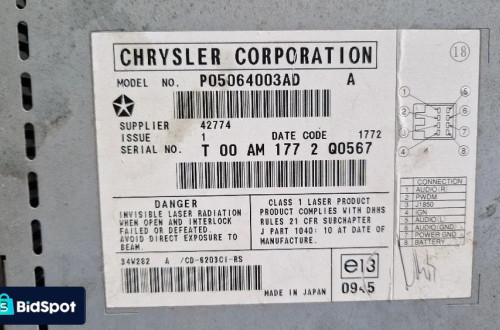 CHRYSLER CORPORATION
MODEL NO. P05064003AD A
18
SUPPLIER 42774
ISSUE 1 DATE CODE 1772
SERIAL NO. T 00 AM 177 2 Q0567
1
2
4
5
6
7
8
DANGER
INVISIBLE LASER RADIATION
WHEN OPEN AND INTERLOCK
FAILED OR DEFEATED.
AVOID DIRECT EXPOSURE TO
BEAM.
CLASS 1 LASER PRODUCT
PRODUCT COMPLIES WITH DHHS
RULES 21 CFR SUBCHAPTER
J PART 1040: 10 AT DATE OF
MANUFACTURE.
CONNECTION
1 AUDIO(R)
2 PWDM
3 J1850
4 IGN
5 AUDIO(L)
6 AUDIO(GND)
7 POWER GND
8 BATTERY
34W282 A /CD-6203CI-RS
MADE IN JAPAN
e13
BidSpot